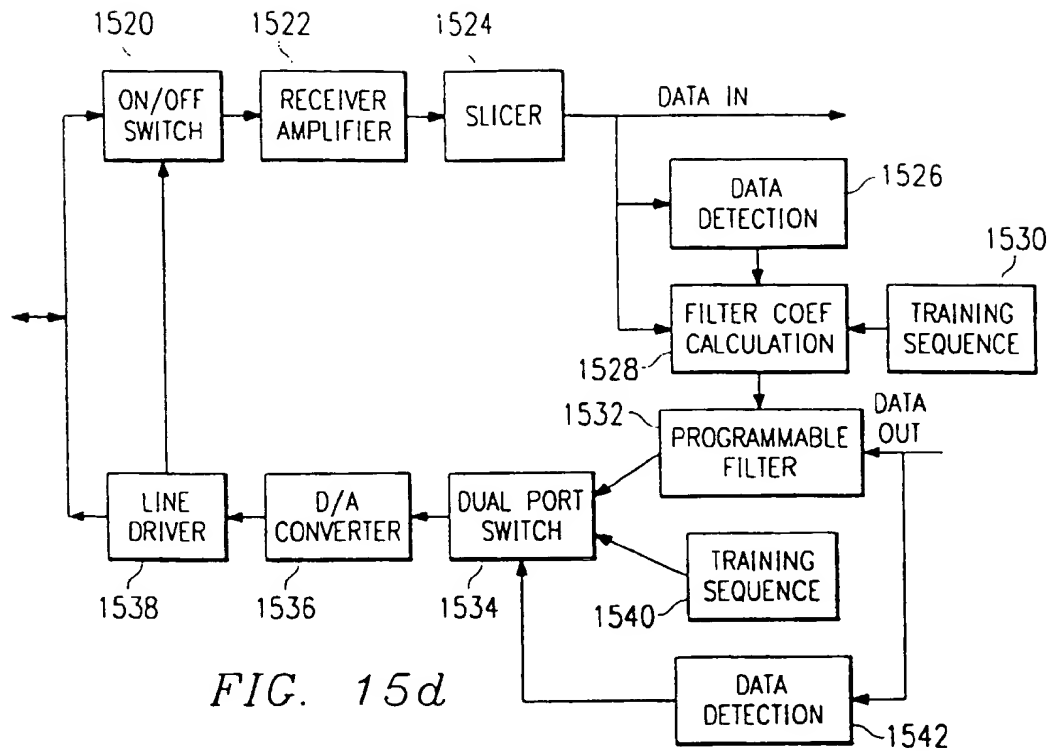 1520
1522
1524
ON/OFF
SWITCH
RECEIVER
AMPLIFIER
SLICER
DATA IN
DATA
DETECTION
1526
1530
FILTER COEF
CALCULATION
TRAINING
SEQUENCE
1528
1532
DATA
OUT
PROGRAMMABLE
FILTER
LINE
DRIVER
D/A
CONVERTER
DUAL PORT
SWITCH
TRAINING
SEQUENCE
1538
1536
1534
1540
DATA
DETECTION
1542
FIG. 15d